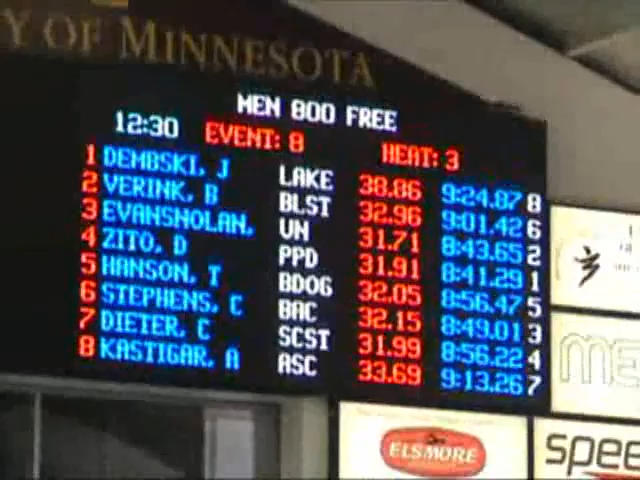 Y OF MINNESOTA
MEN 800 FREE
12:30 EVENT: 8 HEAT: 3
1 DEMBSKI, J LAKE 38.86 9:24.87 8
2 VERINK, B BLST 32.96 9:01.42 6
3 EVANSNOLAN, UN 31.71 8:43.65 2
4 ZITO, D PPD 31.91 8:41.29 1
5 HANSON, T BDOG 32.05 8:56.47 5
6 STEPHENS, C BAC 32.15 8:49.01 3
7 DIETER, C SCST 31.99 8:56.22 4
8 KASTIGAR, A ASC 33.69 9:13.26 7
ELSMORE